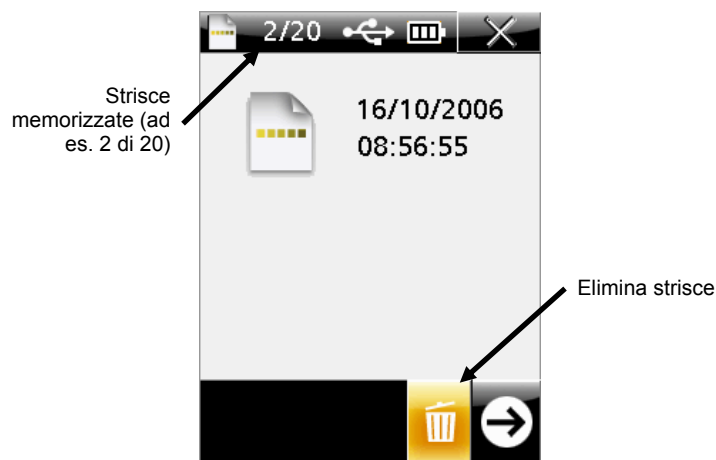 2/20
Strisce
memorizzate (ad
es. 2 di 20)
16/10/2006
08:56:55
Elimina strisce